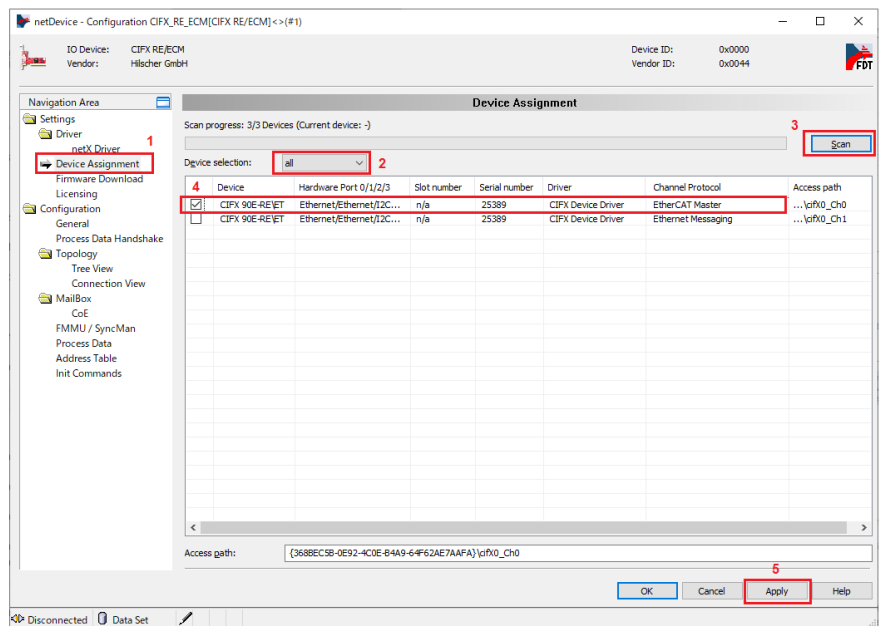 netDevice - Configuration CIFX_RE_ECM[CIFX RE/ECM]<>(#1)
IO Device: CIFX RE/ECM Device ID: 0x0000
Vendor: Hilscher GmbH Vendor ID: 0x0044
FDT
Navigation Area
Settings
Driver
netX Driver
1
Device Assignment
Firmware Download
Licensing
Configuration
General
Process Data Handshake
Topology
Tree View
Connection View
MailBox
CoE
FMMU / SyncMan
Process Data
Address Table
Init Commands
Device Assignment
Scan progress: 3/3 Devices (Current device: -)
3
Scan
Device selection: all 2
4 Device Hardware Port 0/1/2/3 Slot number Serial number Driver Channel Protocol Access path
CIFX 90E-RE\ET Ethernet/Ethernet/I2C... n/a 25389 CIFX Device Driver EtherCAT Master ...\cifX0_Ch0
CIFX 90E-RE\ET Ethernet/Ethernet/I2C... n/a 25389 CIFX Device Driver Ethernet Messaging ...\cifX0_Ch1
Access path: {368BEC5B-0E92-4C0E-B4A9-64F62AE7AAFA}\cifX0_Ch0
5
OK Cancel Apply Help
Disconnected Data Set